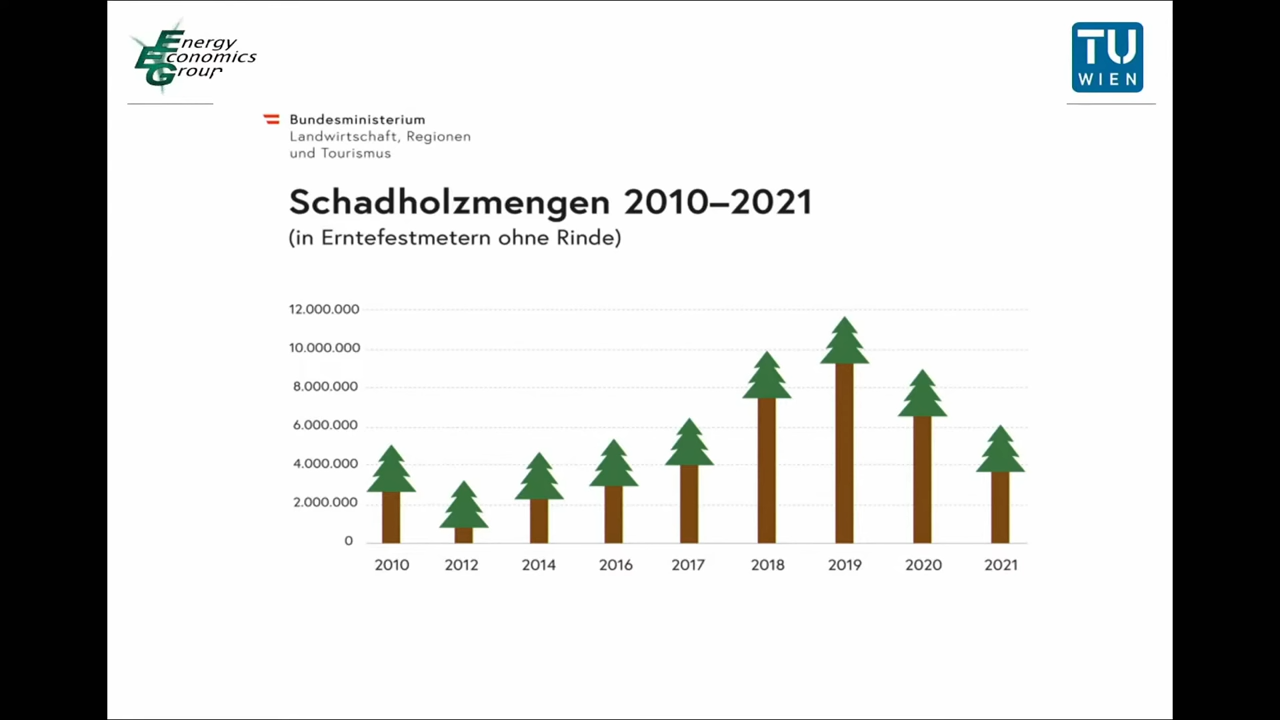 Energy
Economics
Group
TU
WIEN
Bundesministerium
Landwirtschaft, Regionen
und Tourismus
Schadholzmengen 2010–2021
(in Erntefestmetern ohne Rinde)
12.000.000
10.000.000
8.000.000
6.000.000
4.000.000
2.000.000
0
2010 2012 2014 2016 2017 2018 2019 2020 2021